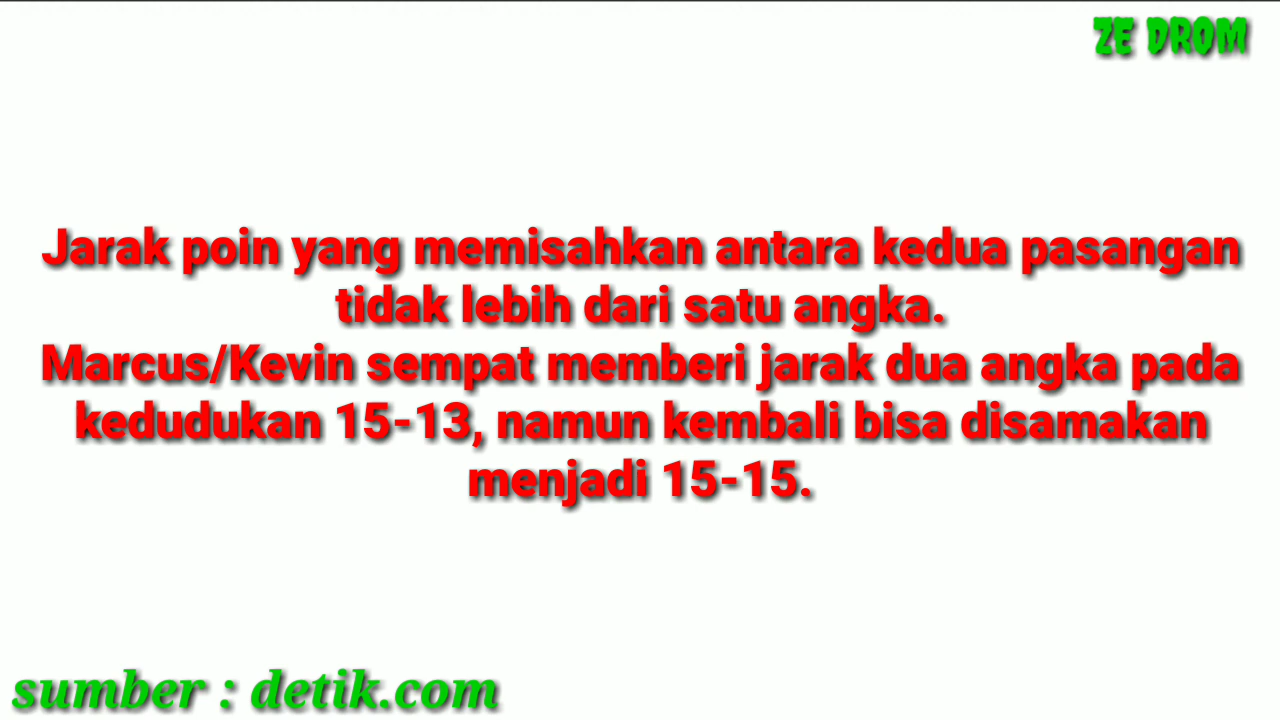 ZE DROM
Jarak poin yang memisahkan antara kedua pasangan
tidak lebih dari satu angka.
Marcus/Kevin sempat memberi jarak dua angka pada
kedudukan 15-13, namun kembali bisa disamakan
menjadi 15-15.
sumber : detik.com